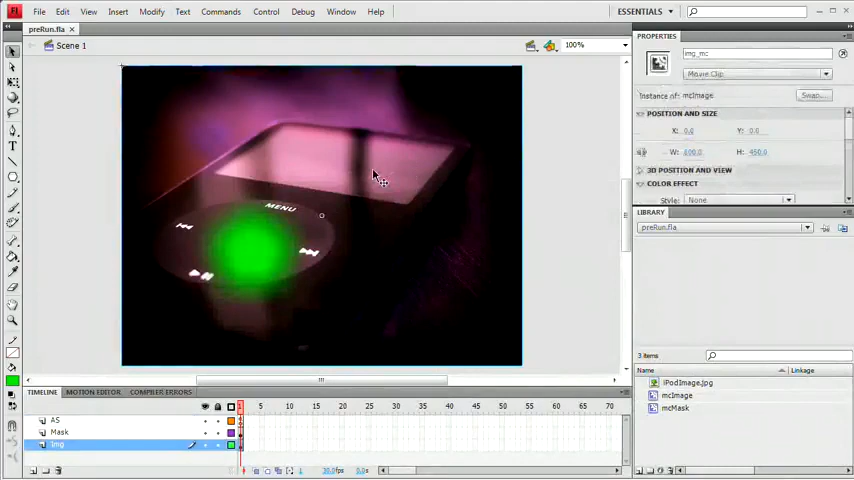 Fl File Edit View Insert Modify Text Commands Control Debug Window Help ESSENTIALS
preRun.fla
Scene 1 100%
MENU
PROPERTIES
img_mc
Movie Clip
Instance of: mcImage Swap...
POSITION AND SIZE
X: 0.0 Y: 0.0
W: 600.0 H: 450.0
3D POSITION AND VIEW
COLOR EFFECT
Style: None
LIBRARY
preRun.fla
3 items
Name Linkage
iPodImage.jpg
mcImage
mcMask
TIMELINE MOTION EDITOR COMPILER ERRORS
1 5 10 15 20 25 30 35 40 45 50 55 60 65 70
AS
Mask
Img
1 30.0fps 0.0s